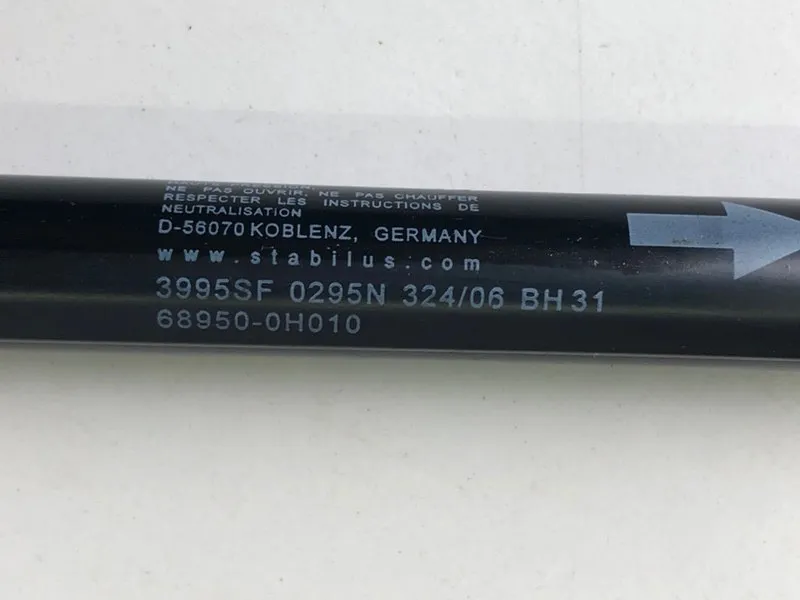 NE PAS OUVRIR, NE PAS CHAUFFER
RESPECTER LES INSTRUCTIONS DE
NEUTRALISATION
D-56070 KOBLENZ, GERMANY
www.stabilus.com
3995SF 0295N 324/06 BH31
68950-0H010